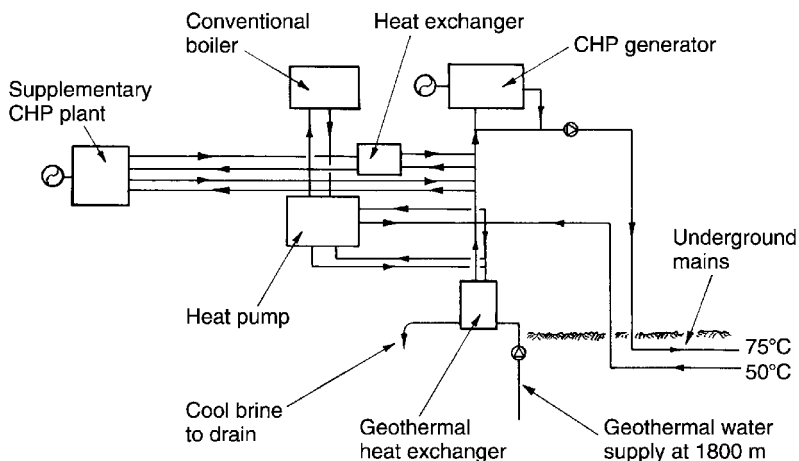 Conventional
boiler
Heat exchanger
CHP generator
Supplementary
CHP plant
Underground
mains
Heat pump
75°C
50°C
Cool brine
to drain
Geothermal
heat exchanger
Geothermal water
supply at 1800 m